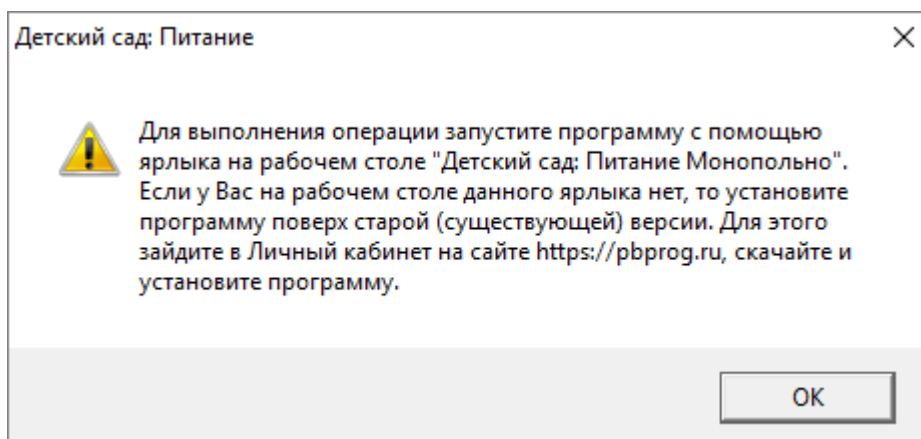 Детский сад: Питание
Для выполнения операции запустите программу с помощью
ярлыка на рабочем столе "Детский сад: Питание Монопольно".
Если у Вас на рабочем столе данного ярлыка нет, то установите
программу поверх старой (существующей) версии. Для этого
зайдите в Личный кабинет на сайте https://pbprog.ru, скачайте и
установите программу.
ОК